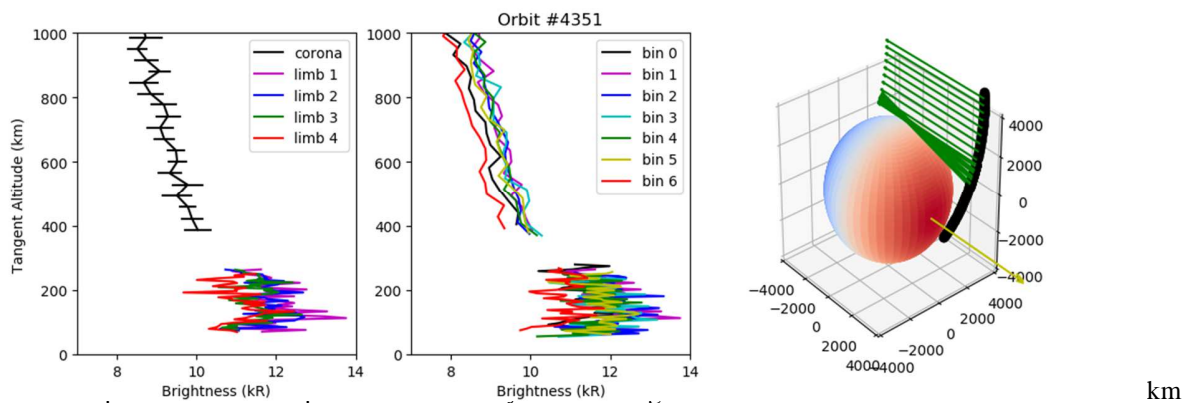 Orbit #4351
1000
800
600
400
200
0
Tangent Altitude (km)
8 10 12 14
Brightness (kR)
corona
limb 1
limb 2
limb 3
limb 4
1000
800
600
400
200
0
8 10 12 14
Brightness (kR)
bin 0
bin 1
bin 2
bin 3
bin 4
bin 5
bin 6
4000
2000
0
−2000
−4000
−4000
−2000
0
2000
4000
−4000
−2000
0
2000
4000
km